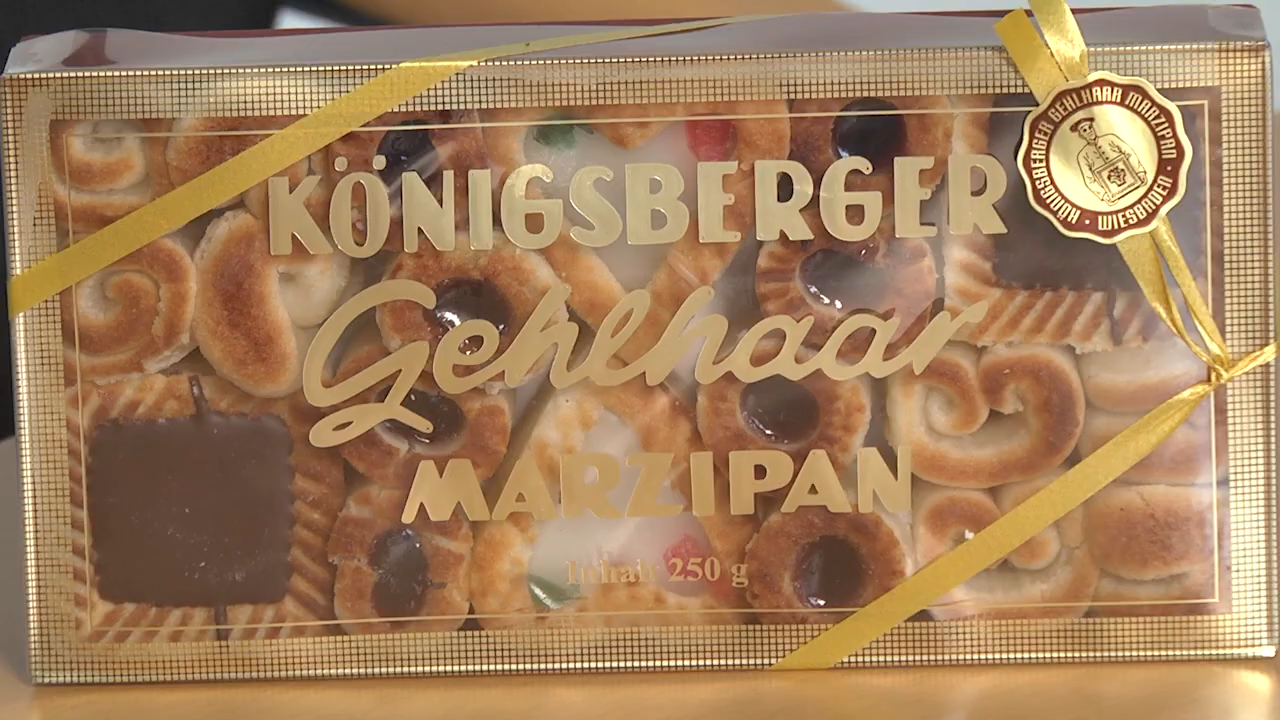 KÖNIGSBERGER
Gehlhaar
MARZIPAN
Inhalt 250 g
KÖNIGSBERGER GEHLHAAR MARZIPAN
· WIESBADEN ·